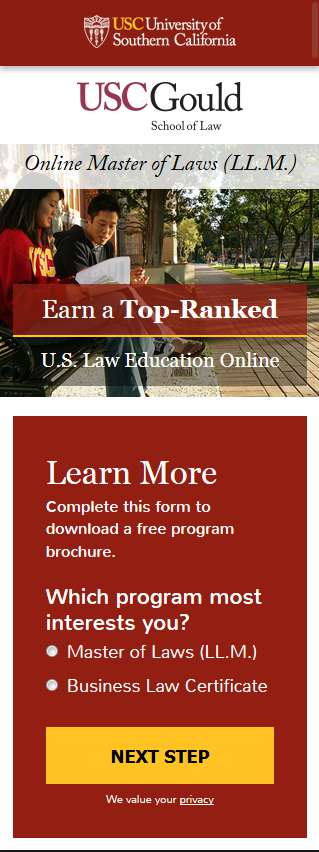 USC University of
Southern California
USC Gould
School of Law
Online Master of Laws (LL.M.)
Earn a Top-Ranked
U.S. Law Education Online
Learn More
Complete this form to
download a free program
brochure.
Which program most
interests you?
Master of Laws (LL.M.)
Business Law Certificate
NEXT STEP
We value your privacy